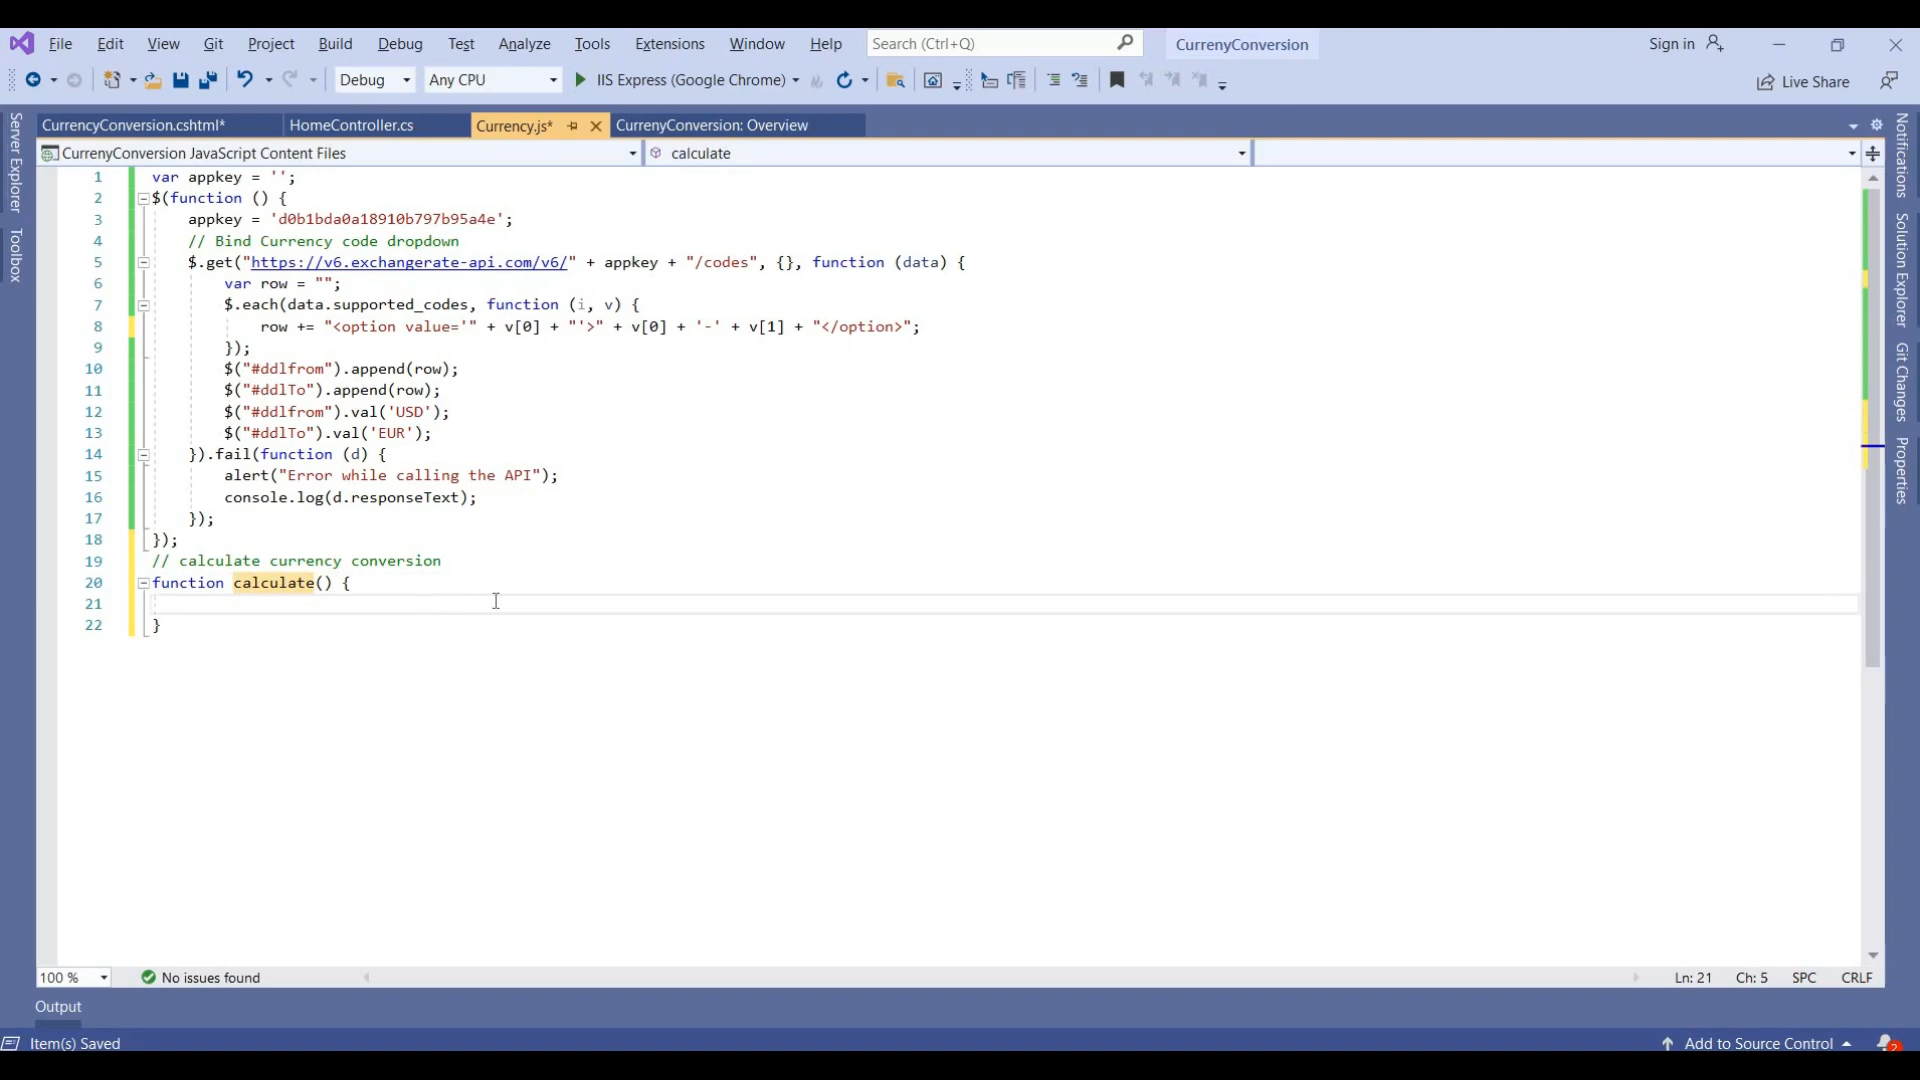 File Edit View Git Project Build Debug Test Analyze Tools Extensions Window Help Search (Ctrl+Q) CurrenyConversion Sign in
Debug Any CPU IIS Express (Google Chrome) Live Share
CurrencyConversion.cshtml* HomeController.cs Currency.js* CurrenyConversion: Overview
CurrenyConversion JavaScript Content Files calculate
1 var appkey = '';
2 $(function () {
3 appkey = 'd0b1bda0a18910b797b95a4e';
4 // Bind Currency code dropdown
5 $.get("https://v6.exchangerate-api.com/v6/" + appkey + "/codes", {}, function (data) {
6 var row = "";
7 $.each(data.supported_codes, function (i, v) {
8 row += "<option value='" + v[0] + "'>" + v[0] + '-' + v[1] + "</option>";
9 });
10 $("#ddlfrom").append(row);
11 $("#ddlTo").append(row);
12 $("#ddlfrom").val('USD');
13 $("#ddlTo").val('EUR');
14 }).fail(function (d) {
15 alert("Error while calling the API");
16 console.log(d.responseText);
17 });
18 });
19 // calculate currency conversion
20 function calculate() {
21
22 }
Server Explorer
Toolbox
Notifications
Solution Explorer
Git Changes
Properties
100 % No issues found Ln: 21 Ch: 5 SPC CRLF
Output
Item(s) Saved Add to Source Control 2